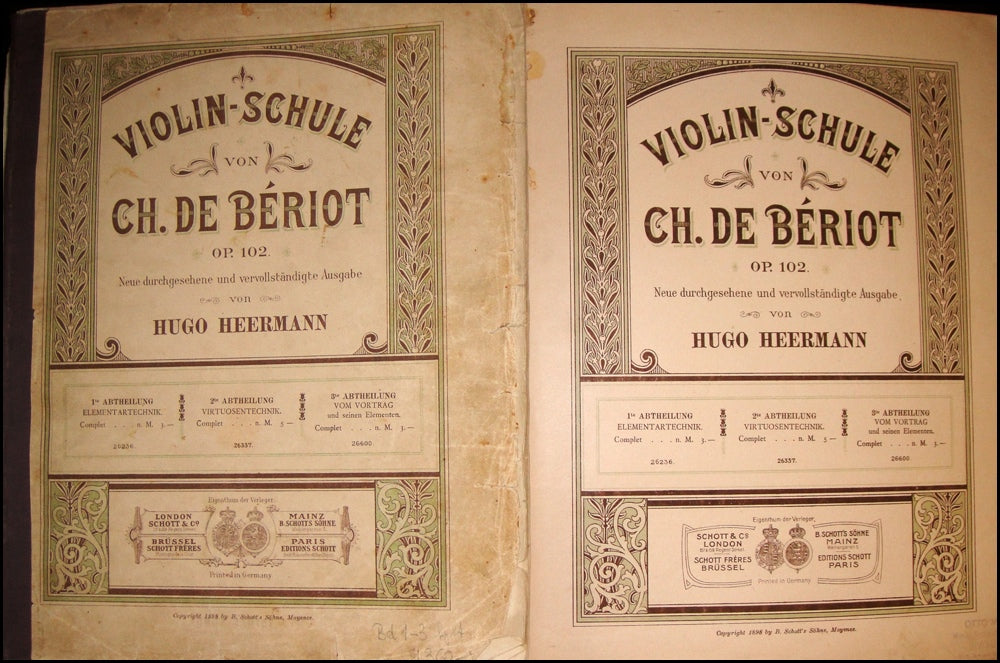 VIOLIN-SCHULE
VON
CH. DE BÉRIOT
OP. 102.
Neue durchgesehene und vervollständigte Ausgabe
von
HUGO HEERMANN
1te ABTHEILUNG
ELEMENTARTECHNIK.
Complet . . . n. M. 3.—
26236.
2te ABTHEILUNG
VIRTUOSENTECHNIK.
Complet . . . n. M. 5 —
26337.
3te ABTHEILUNG
VOM VORTRAG
und seinen Elementen.
Complet . . . n. M. 3.—
26600.
Eigenthum der Verleger.
LONDON
SCHOTT & Co
BRÜSSEL
SCHOTT FRÈRES
MAINZ
B. SCHOTT'S SÖHNE
PARIS
EDITIONS SCHOTT
Printed in Germany
Copyright 1898 by B. Schott's Söhne, Mayence.
VIOLIN-SCHULE
VON
CH. DE BÉRIOT
OP. 102.
Neue durchgesehene und vervollständigte Ausgabe
von
HUGO HEERMANN
1te ABTHEILUNG
ELEMENTARTECHNIK.
Complet . . . n. M. 3.—
26236.
2te ABTHEILUNG
VIRTUOSENTECHNIK.
Complet . . . n. M. 5 —
26337.
3te ABTHEILUNG
VOM VORTRAG
und seinen Elementen.
Complet . . . n. M. 3.—
26600
Eigenthum der Verleger.
SCHOTT & Co
LONDON
SCHOTT FRÈRES
BRÜSSEL
B. SCHOTT'S SÖHNE
MAINZ
EDITIONS SCHOTT
PARIS
Printed in Germany
Copyright 1898 by B. Schott's Söhne, Mayence.